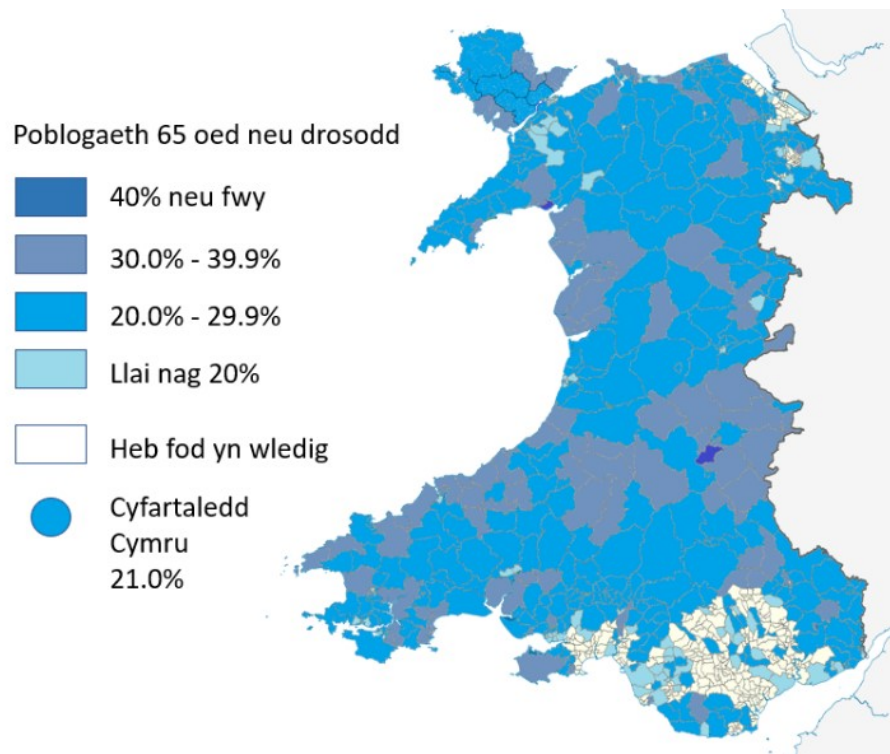 Poblogaeth 65 oed neu drosodd
40% neu fwy
30.0% - 39.9%
20.0% - 29.9%
Llai nag 20%
Heb fod yn wledig
Cyfartaledd
Cymru
21.0%